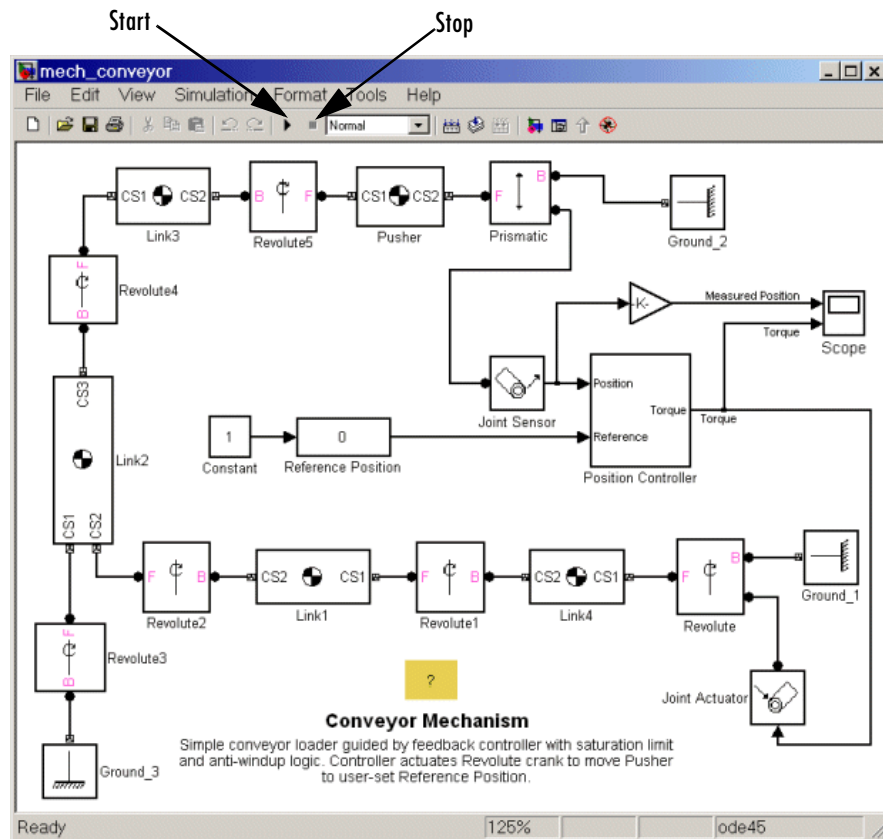 Start
Stop
mech_conveyor
File Edit View Simulation Format Tools Help
Normal
CS1 CS2
Link3
B F
Revolute5
CS1 CS2
Pusher
F B
Prismatic
Ground_2
F
B
Revolute4
-K-
Measured Position
Torque
Scope
CS3
CS1
CS2
Link2
Joint Sensor
Position
Reference
Torque
Position Controller
Torque
1
Constant
0
Reference Position
F B
Revolute2
CS2 CS1
Link1
F B
Revolute1
CS2 CS1
Link4
F B
Revolute
Ground_1
F
B
Revolute3
Ground_3
Joint Actuator
?
Conveyor Mechanism
Simple conveyor loader guided by feedback controller with saturation limit
and anti-windup logic. Controller actuates Revolute crank to move Pusher
to user-set Reference Position.
Ready
125%
ode45